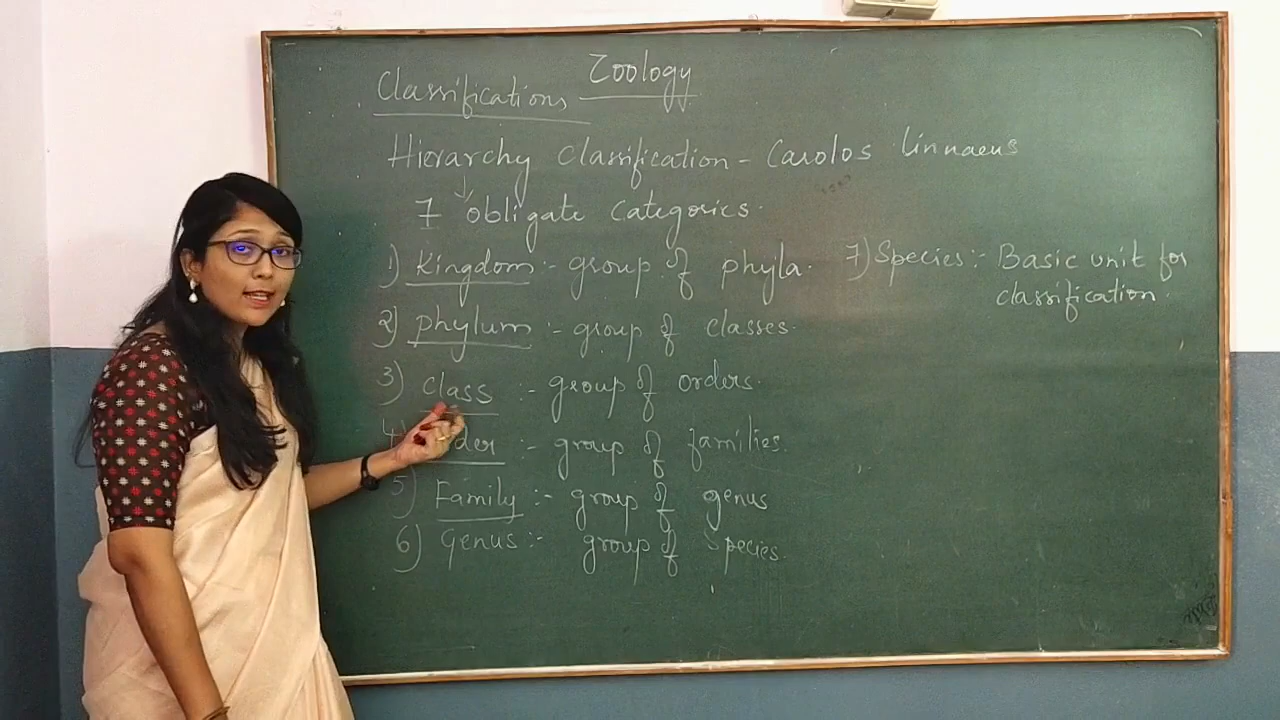 Zoology
Classifications
Hierarchy classification - Carolos Linnaeus
7 obligate categories.
1) Kingdom :- group of phyla.
2) Phylum :- group of classes.
3) Class :- group of orders.
4) der :- group of families.
5) Family :- group of genus
6) Genus :- group of species.
7) Species :- Basic unit for
classification.